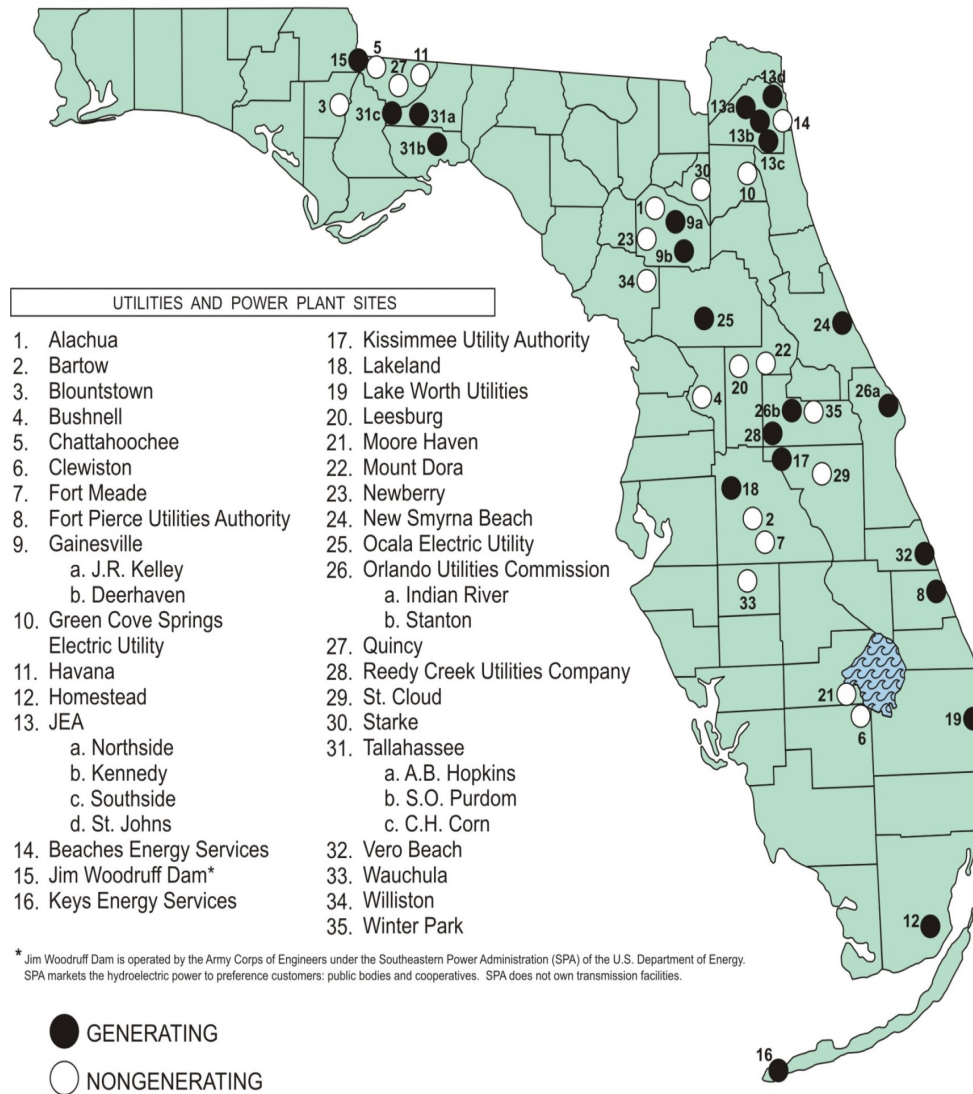 15
5
11
27
3
31c
31a
31b
13d
13a
14
13b
13c
30
10
1
9a
23
9b
34
UTILITIES AND POWER PLANT SITES
1. Alachua
2. Bartow
3. Blountstown
4. Bushnell
5. Chattahoochee
6. Clewiston
7. Fort Meade
8. Fort Pierce Utilities Authority
9. Gainesville
a. J.R. Kelley
b. Deerhaven
10. Green Cove Springs
Electric Utility
11. Havana
12. Homestead
13. JEA
a. Northside
b. Kennedy
c. Southside
d. St. Johns
14. Beaches Energy Services
15. Jim Woodruff Dam*
16. Keys Energy Services
17. Kissimmee Utility Authority
18. Lakeland
19. Lake Worth Utilities
20. Leesburg
21. Moore Haven
22. Mount Dora
23. Newberry
24. New Smyrna Beach
25. Ocala Electric Utility
26. Orlando Utilities Commission
a. Indian River
b. Stanton
27. Quincy
28. Reedy Creek Utilities Company
29. St. Cloud
30. Starke
31. Tallahassee
a. A.B. Hopkins
b. S.O. Purdom
c. C.H. Corn
32. Vero Beach
33. Wauchula
34. Williston
35. Winter Park
25
24
22
20
4
26a
26b
35
28
17
29
18
2
7
32
33
8
21
6
19
12
* Jim Woodruff Dam is operated by the Army Corps of Engineers under the Southeastern Power Administration (SPA) of the U.S. Department of Energy.
SPA markets the hydroelectric power to preference customers: public bodies and cooperatives. SPA does not own transmission facilities.
GENERATING
NONGENERATING
16